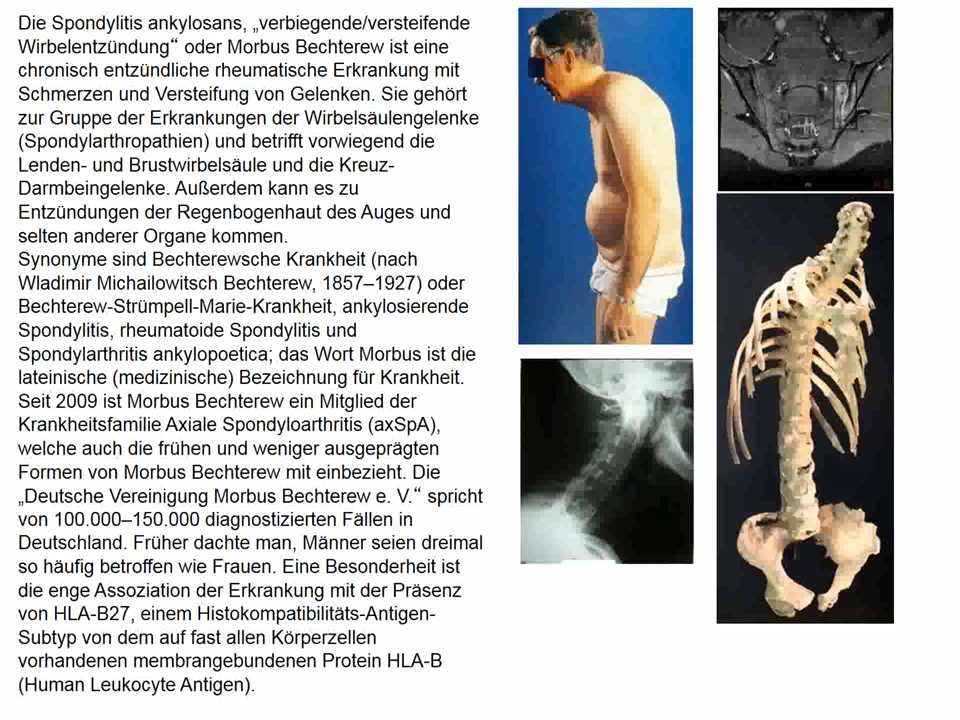 Die Spondylitis ankylosans, „verbiegende/versteifende
Wirbelentzündung“ oder Morbus Bechterew ist eine
chronisch entzündliche rheumatische Erkrankung mit
Schmerzen und Versteifung von Gelenken. Sie gehört
zur Gruppe der Erkrankungen der Wirbelsäulengelenke
(Spondylarthropathien) und betrifft vorwiegend die
Lenden- und Brustwirbelsäule und die Kreuz-
Darmbeingelenke. Außerdem kann es zu
Entzündungen der Regenbogenhaut des Auges und
selten anderer Organe kommen.
Synonyme sind Bechterewsche Krankheit (nach
Wladimir Michailowitsch Bechterew, 1857–1927) oder
Bechterew-Strümpell-Marie-Krankheit, ankylosierende
Spondylitis, rheumatoide Spondylitis und
Spondylarthritis ankylopoetica; das Wort Morbus ist die
lateinische (medizinische) Bezeichnung für Krankheit.
Seit 2009 ist Morbus Bechterew ein Mitglied der
Krankheitsfamilie Axiale Spondyloarthritis (axSpA),
welche auch die frühen und weniger ausgeprägten
Formen von Morbus Bechterew mit einbezieht. Die
„Deutsche Vereinigung Morbus Bechterew e. V.“ spricht
von 100.000–150.000 diagnostizierten Fällen in
Deutschland. Früher dachte man, Männer seien dreimal
so häufig betroffen wie Frauen. Eine Besonderheit ist
die enge Assoziation der Erkrankung mit der Präsenz
von HLA-B27, einem Histokompatibilitäts-Antigen-
Subtyp von dem auf fast allen Körperzellen
vorhandenen membrangebundenen Protein HLA-B
(Human Leukocyte Antigen).